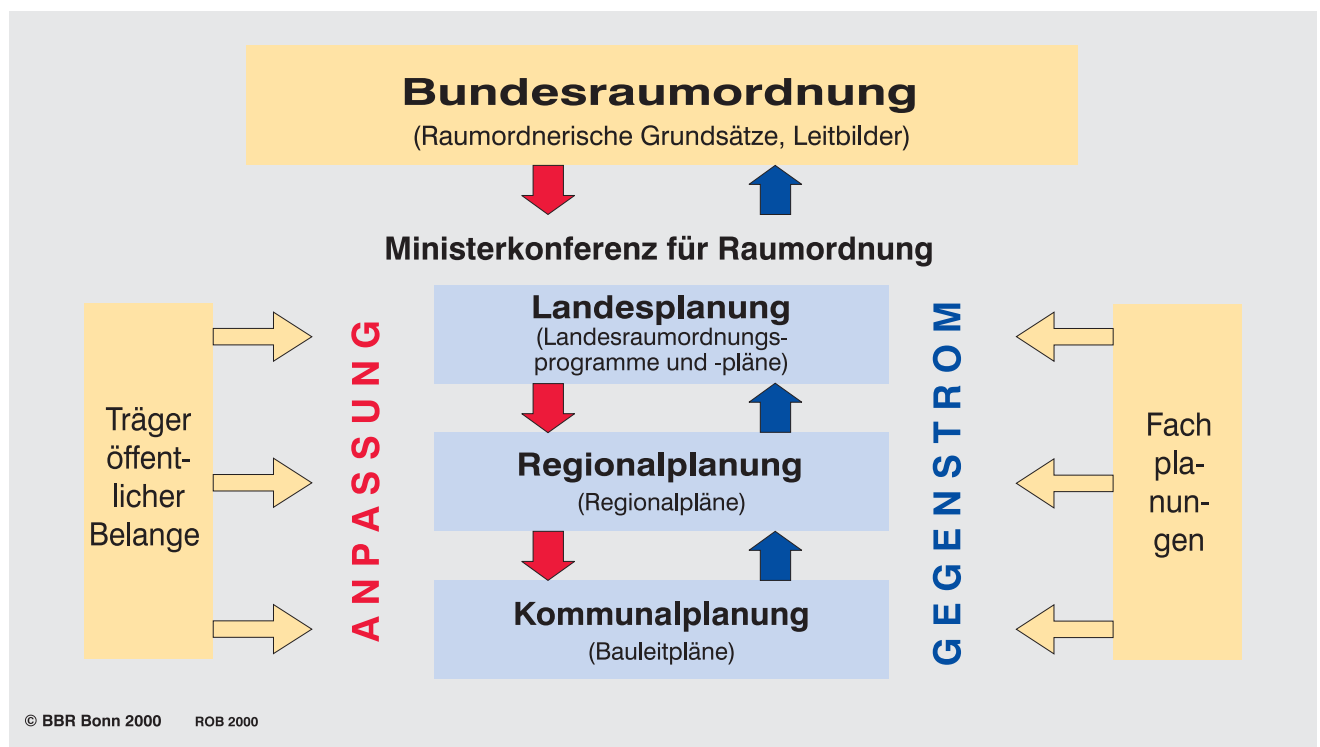 Bundesraumordnung
(Raumordnerische Grundsätze, Leitbilder)
Ministerkonferenz für Raumordnung
Träger
öffent-
licher
Belange
ANPASSUNG
Landesplanung
(Landesraumordnungs-
programme und -pläne)
Regionalplanung
(Regionalpläne)
Kommunalplanung
(Bauleitpläne)
GEGENSTROM
Fach
pla-
nun-
gen
© BBR Bonn 2000 ROB 2000